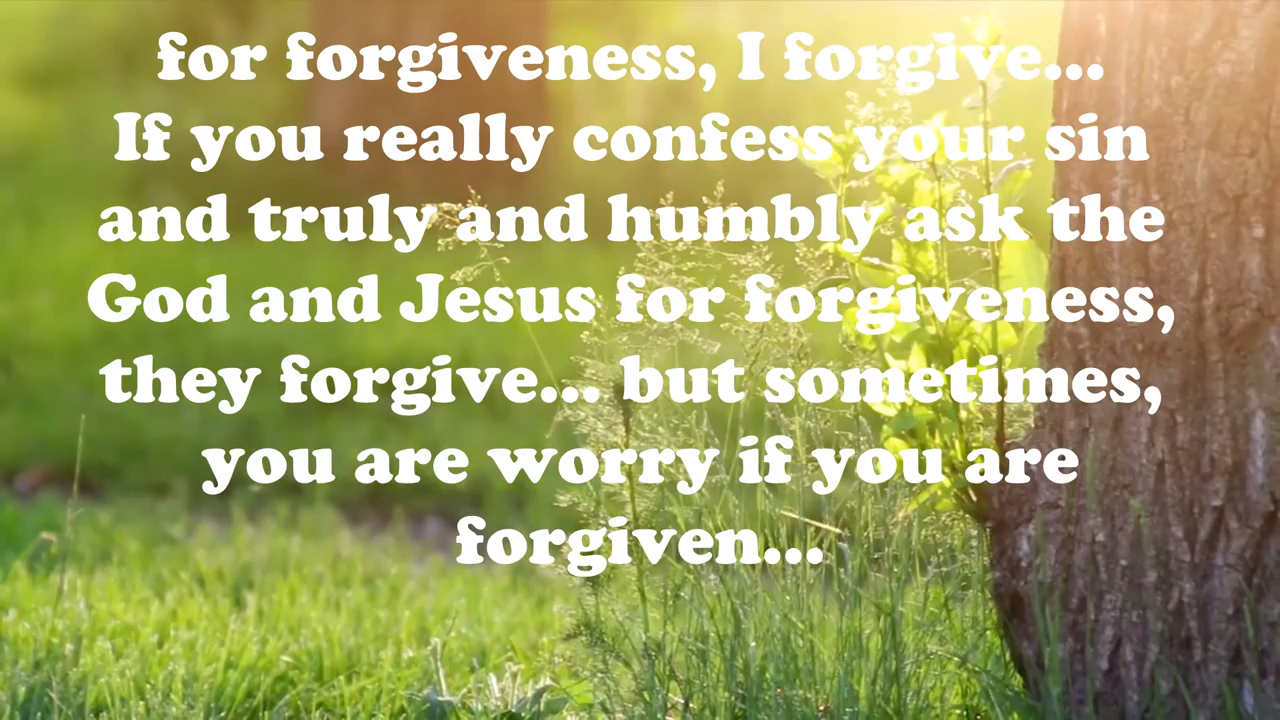 for forgiveness, I forgive...
If you really confess your sin
and truly and humbly ask the
God and Jesus for forgiveness,
they forgive... but sometimes,
you are worry if you are
forgiven...